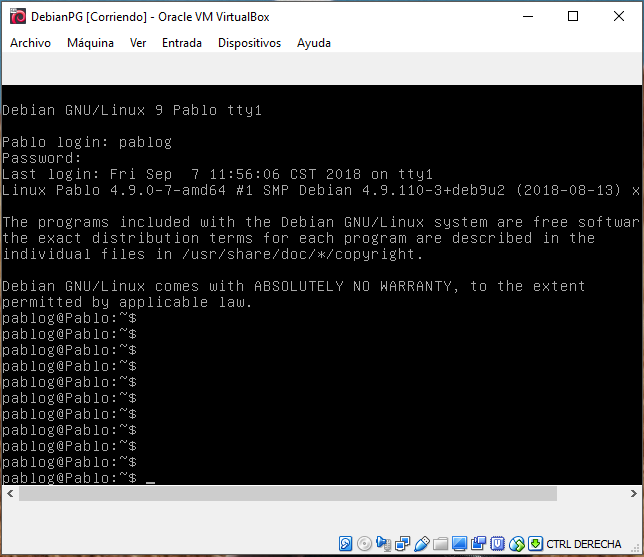 DebianPG [Corriendo] - Oracle VM VirtualBox
Archivo Máquina Ver Entrada Dispositivos Ayuda
Debian GNU/Linux 9 Pablo tty1
Pablo login: pablog
Password:
Last login: Fri Sep  7 11:56:06 CST 2018 on tty1
Linux Pablo 4.9.0-7-amd64 #1 SMP Debian 4.9.110-3+deb9u2 (2018-08-13) x
The programs included with the Debian GNU/Linux system are free softwar
the exact distribution terms for each program are described in the
individual files in /usr/share/doc/*/copyright.
Debian GNU/Linux comes with ABSOLUTELY NO WARRANTY, to the extent
permitted by applicable law.
pablog@Pablo:~$
pablog@Pablo:~$
pablog@Pablo:~$
pablog@Pablo:~$
pablog@Pablo:~$
pablog@Pablo:~$
pablog@Pablo:~$
pablog@Pablo:~$
pablog@Pablo:~$
pablog@Pablo:~$
pablog@Pablo:~$ _
CTRL DERECHA